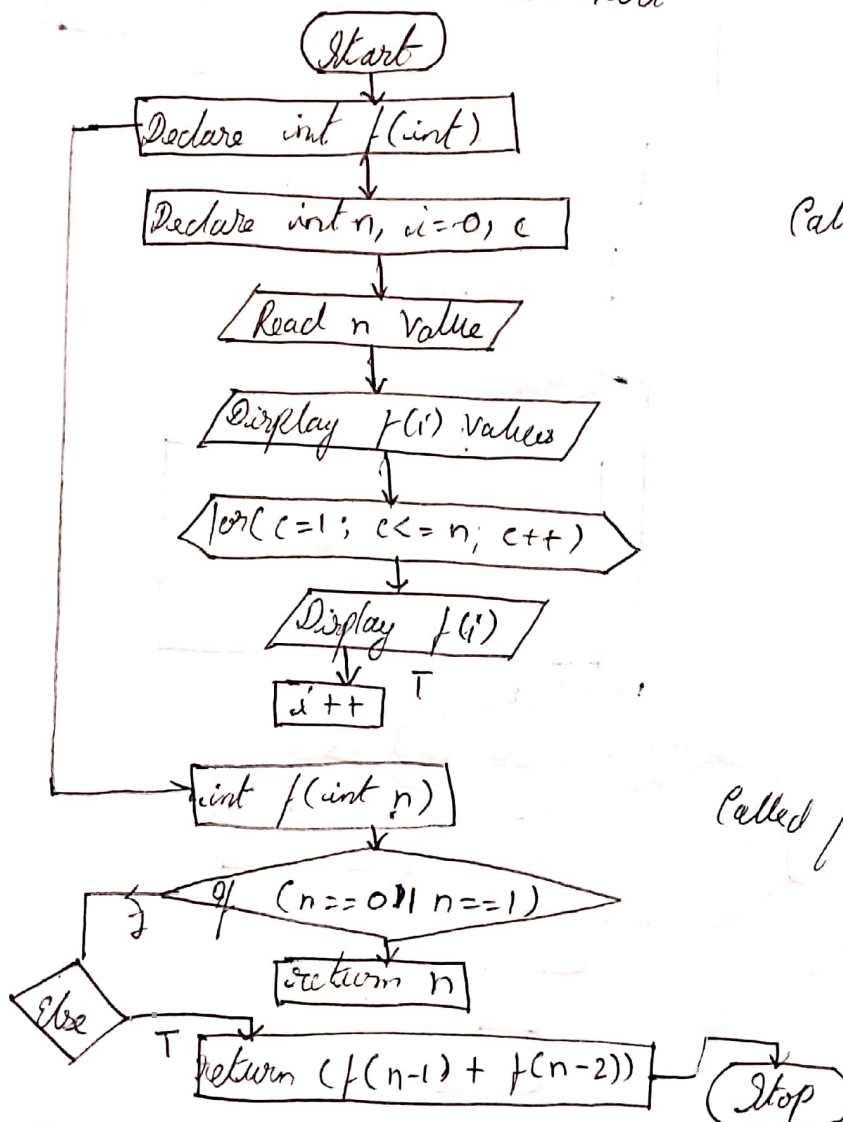 Start
Declare int f(int)
Declare int n, i=0, c
Read n Value
Display f(i) values
for( c=1; c<= n; c++)
Display f(i)
T
i++
int f(int n)
Called
if (n==0 || n==1)
f
return n
Else
T
return (f(n-1) + f(n-2))
Stop